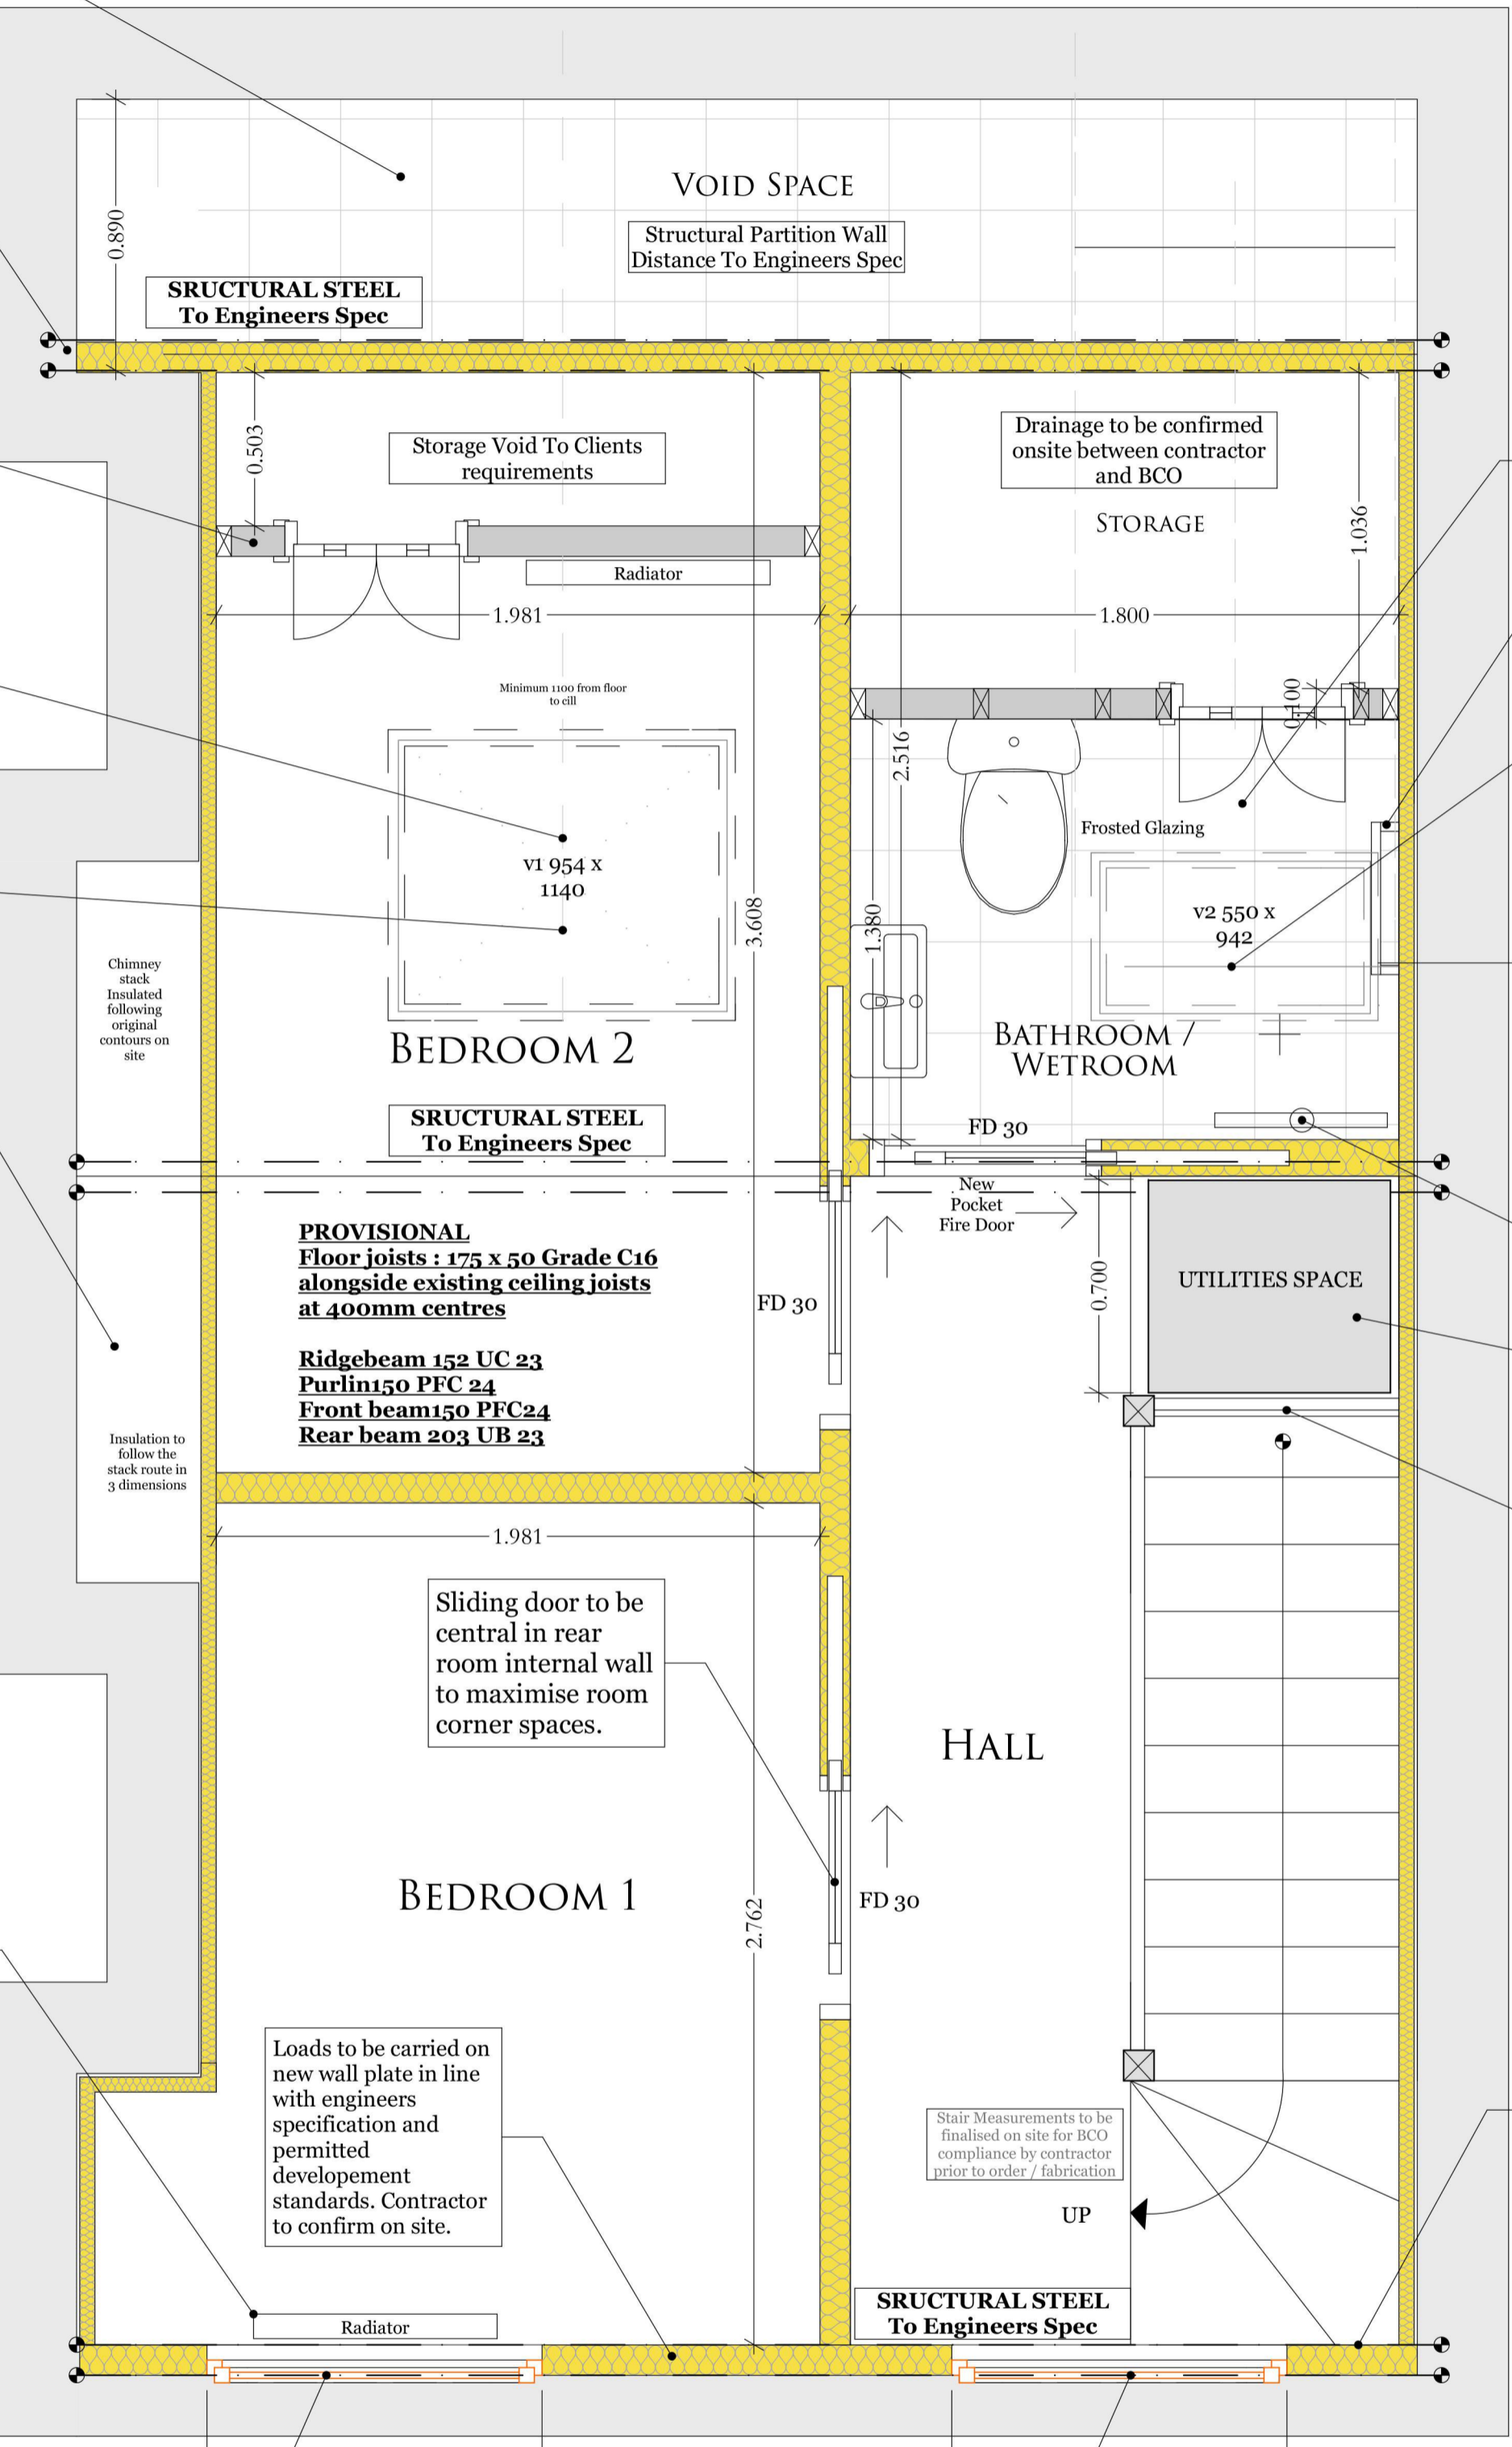 VOID SPACE
Structural Partition Wall
Distance To Engineers Spec
0.890
SRUCTURAL STEEL
To Engineers Spec
0.503
Storage Void To Clients
requirements
Drainage to be confirmed
onsite between contractor
and BCO
STORAGE
1.036
Radiator
1.981
1.800
Minimum 1100 from floor
to cill
0.100
2.516
Frosted Glazing
v1 954 x
1140
3.608
1.380
v2 550 x
942
Chimney
stack
Insulated
following
original
contours on
site
BEDROOM 2
BATHROOM /
WETROOM
SRUCTURAL STEEL
To Engineers Spec
FD 30
New
Pocket
Fire Door
PROVISIONAL
Floor joists : 175 x 50 Grade C16
alongside existing ceiling joists
at 400mm centres
FD 30
0.700
UTILITIES SPACE
Ridgebeam 152 UC 23
Purlin150 PFC 24
Front beam150 PFC24
Rear beam 203 UB 23
Insulation to
follow the
stack route in
3 dimensions
1.981
Sliding door to be
central in rear
room internal wall
to maximise room
corner spaces.
HALL
BEDROOM 1
FD 30
2.762
Loads to be carried on
new wall plate in line
with engineers
specification and
permitted
developement
standards. Contractor
to confirm on site.
Stair Measurements to be
finalised on site for BCO
compliance by contractor
prior to order / fabrication
UP
SRUCTURAL STEEL
To Engineers Spec
Radiator